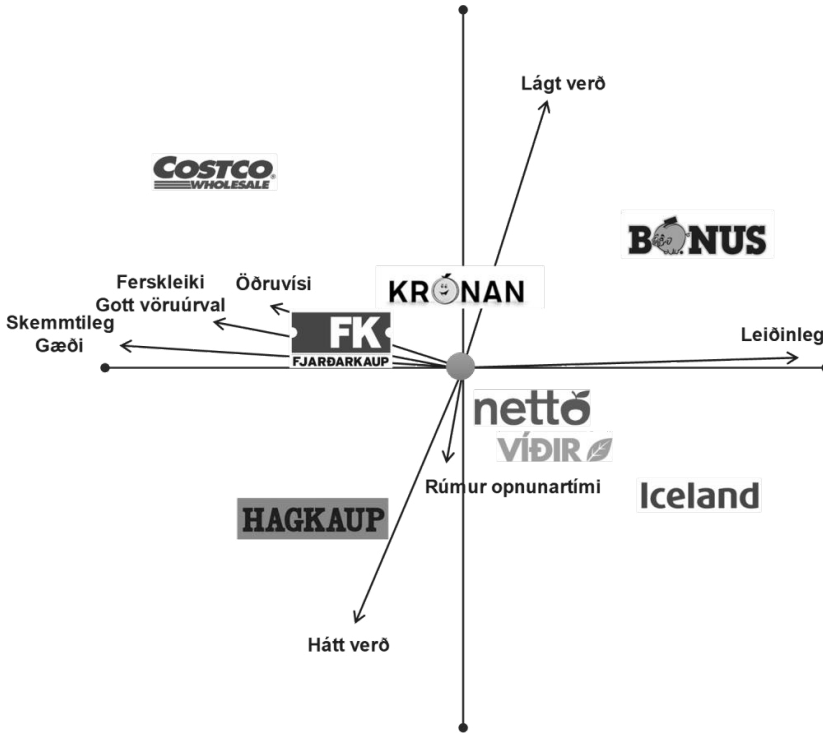 Lágt verð
COSTCO
WHOLESALE
BÓNUS
Ferskleiki
Gott vöruúrval
Öðruvísi
KRÓNAN
Skemmtileg
Gæði
FK
FJARÐARKAUP
Leiðinleg
nettó
VÍÐIR
Rúmur opnunartími
Iceland
HAGKAUP
Hátt verð